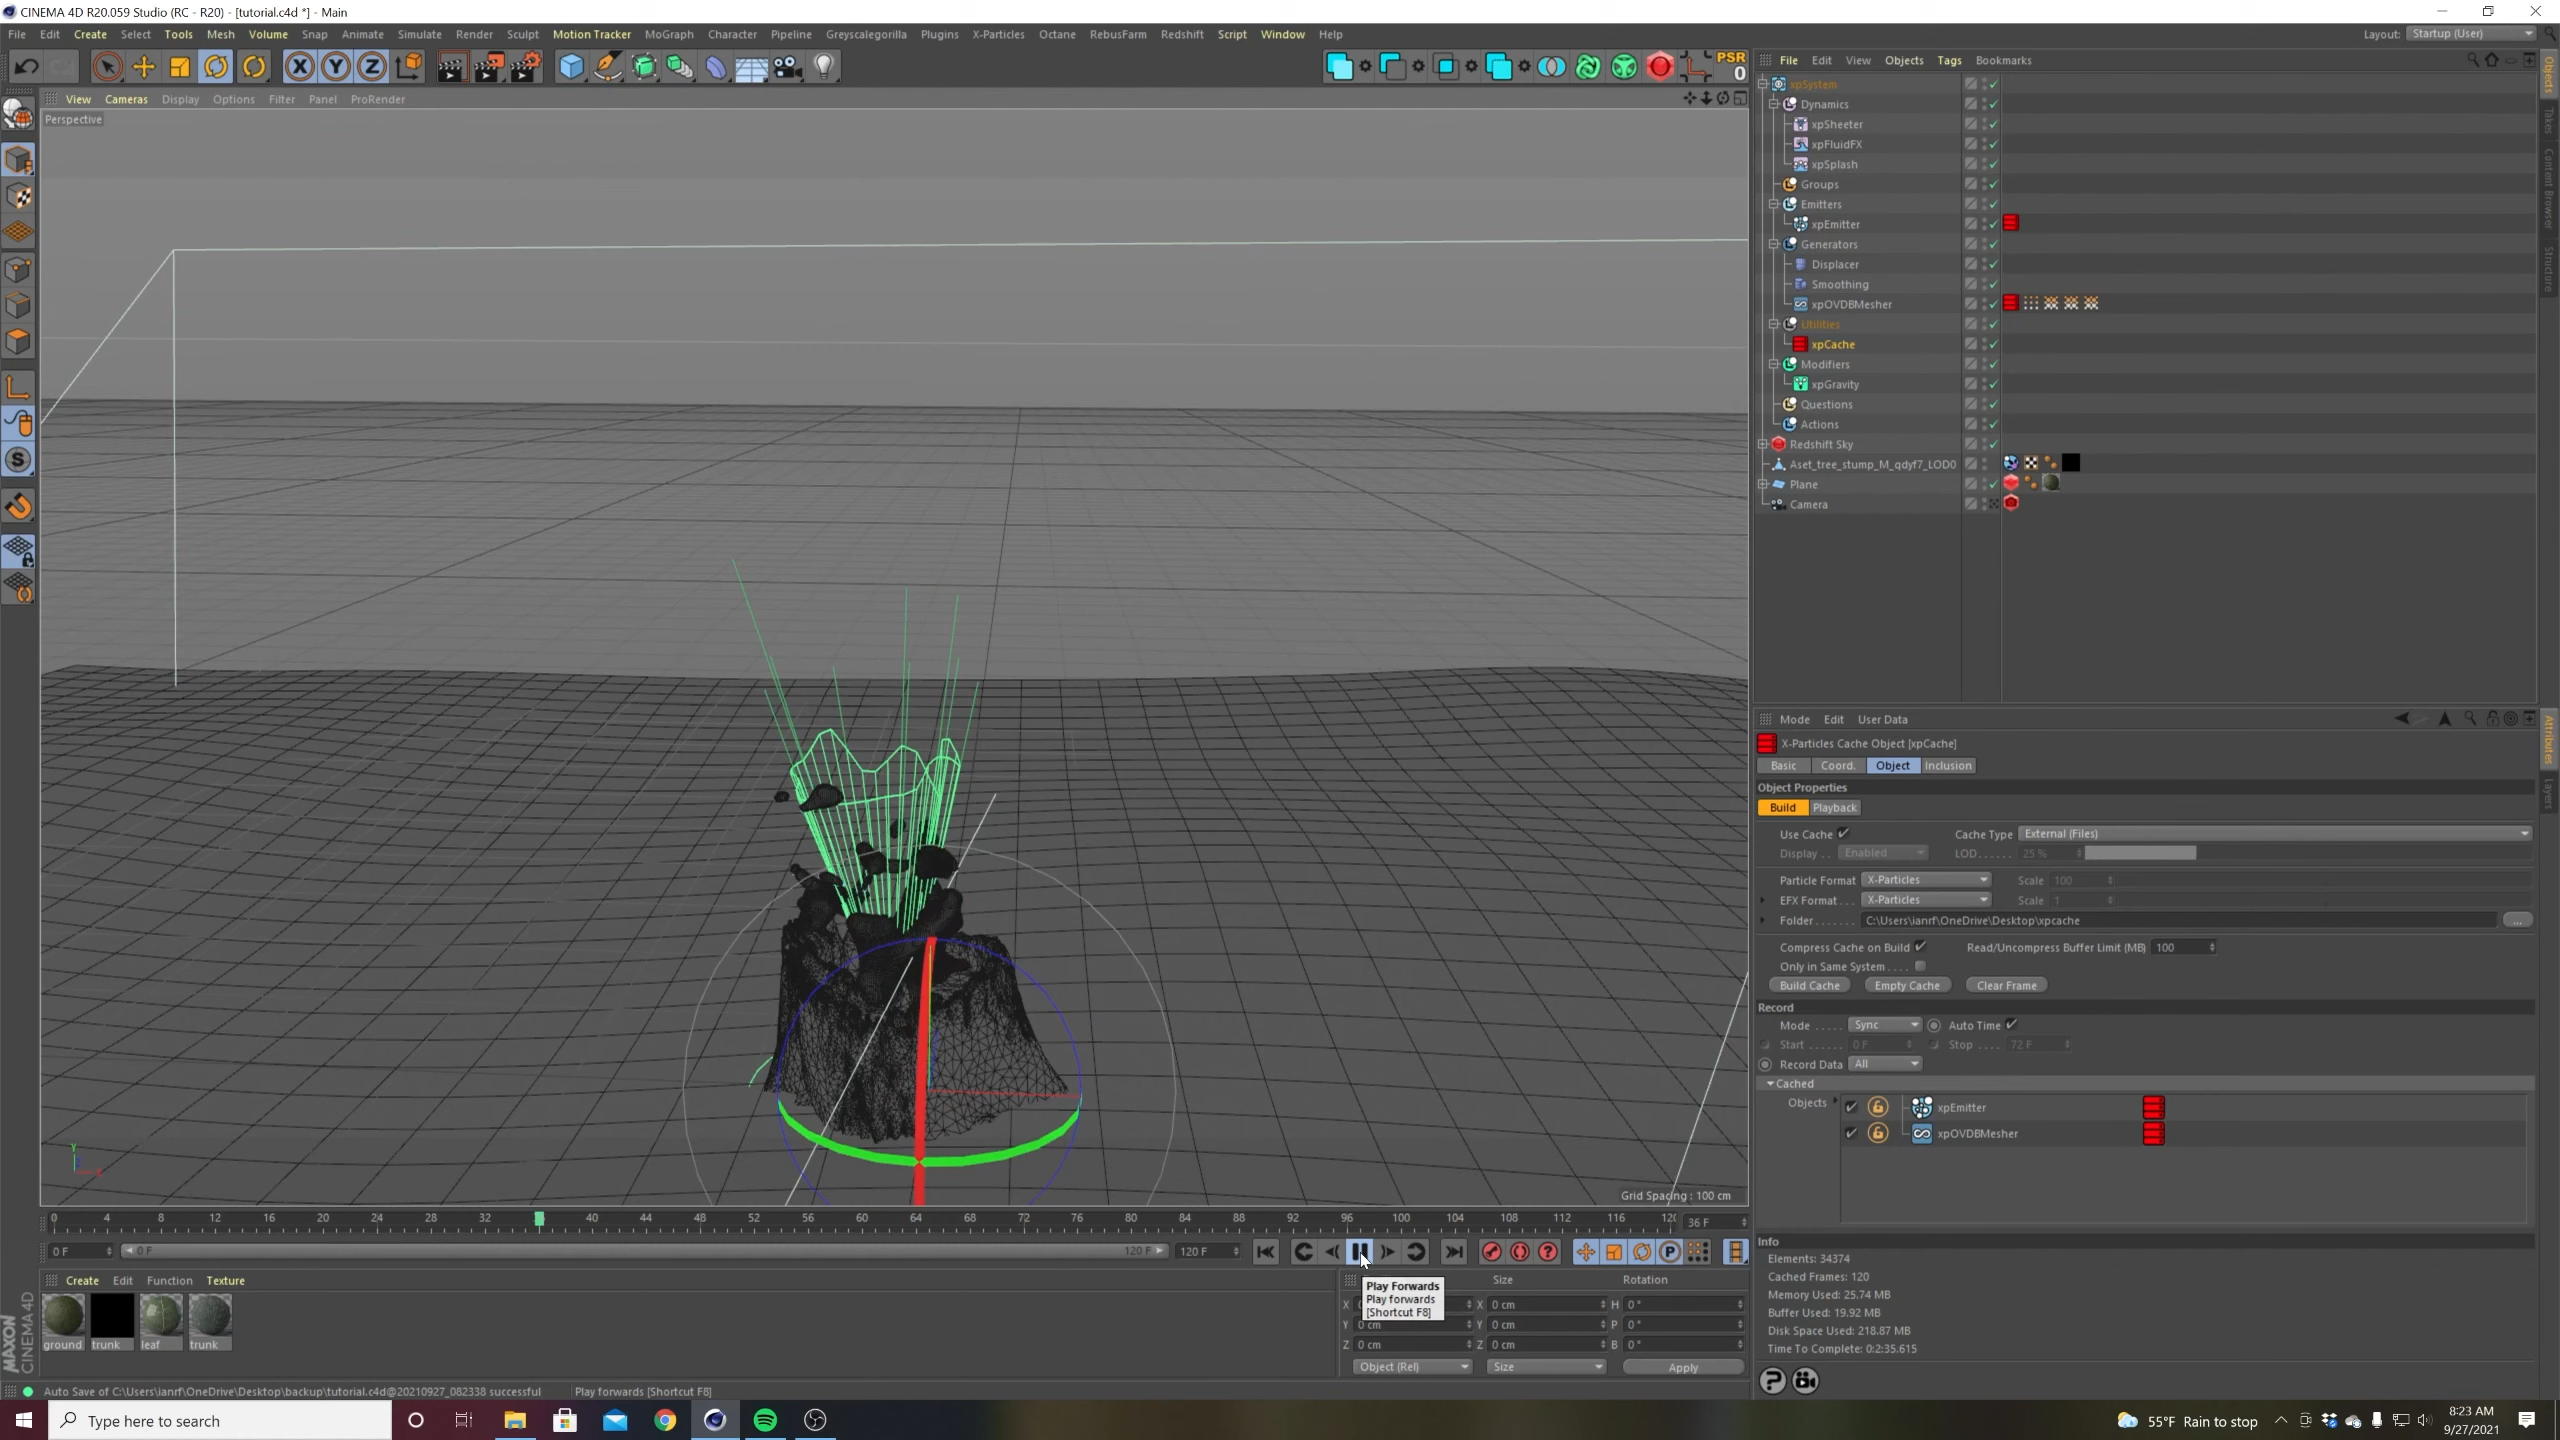 CINEMA 4D R20.059 Studio (RC - R20) - [tutorial.c4d *] - Main
File Edit Create Select Tools Mesh Volume Snap Animate Simulate Render Sculpt Motion Tracker MoGraph Character Pipeline Greyscalegorilla Plugins X-Particles Octane RebusFarm Redshift Script Window Help
Layout: Startup (User)
X Y Z
PSR
0
File Edit View Objects Tags Bookmarks
View Cameras Display Options Filter Panel ProRender
Perspective
xpSystem
Dynamics
xpSheeter
xpFluidFX
xpSplash
Groups
Emitters
xpEmitter
Generators
Displacer
Smoothing
xpOVDBMesher
Utilities
xpCache
Modifiers
xpGravity
Questions
Actions
Redshift Sky
Aset_tree_stump_M_qdyf7_LOD0
Plane
Camera
Objects
Takes
Content Browser
Structure
Attributes
Layers
Mode Edit User Data
X-Particles Cache Object [xpCache]
Basic Coord. Object Inclusion
Object Properties
Build Playback
Use Cache Cache Type External (Files)
Display . . Enabled LOD...... 25 %
Particle Format X-Particles Scale 100
EFX Format . . . X-Particles Scale 1
Folder....... C:\Users\ianrf\OneDrive\Desktop\xpcache ...
Compress Cache on Build Read/Uncompress Buffer Limit (MB) 100
Only in Same System . . . .
Build Cache Empty Cache Clear Frame
Record
Mode ..... Sync Auto Time
Start ...... 0 F Stop .... 72 F
Record Data All
Cached
Objects xpEmitter
xpOVDBMesher
Info
Elements: 34374
Cached Frames: 120
Memory Used: 25.74 MB
Buffer Used: 19.92 MB
Disk Space Used: 218.87 MB
Time To Complete: 0:2:35.615
Y
Grid Spacing : 100 cm
0 4 8 12 16 20 24 28 32 40 44 48 52 56 60 64 68 72 76 80 84 88 92 96 100 104 108 112 116 120 36 F
0 F 0 F 120 F 120 F
Create Edit Function Texture
ground trunk leaf trunk
Size Rotation
Play Forwards
Play forwards
[Shortcut F8]
X X 0 cm H 0 °
Y 0 cm Y 0 cm P 0 °
Z 0 cm Z 0 cm B 0 °
Object (Rel) Size Apply
MAXON
CINEMA 4D
Auto Save of C:\Users\ianrf\OneDrive\Desktop\backup\tutorial.c4d@20210927_082338 successful Play forwards [Shortcut F8]
Type here to search
55°F Rain to stop
8:23 AM
9/27/2021